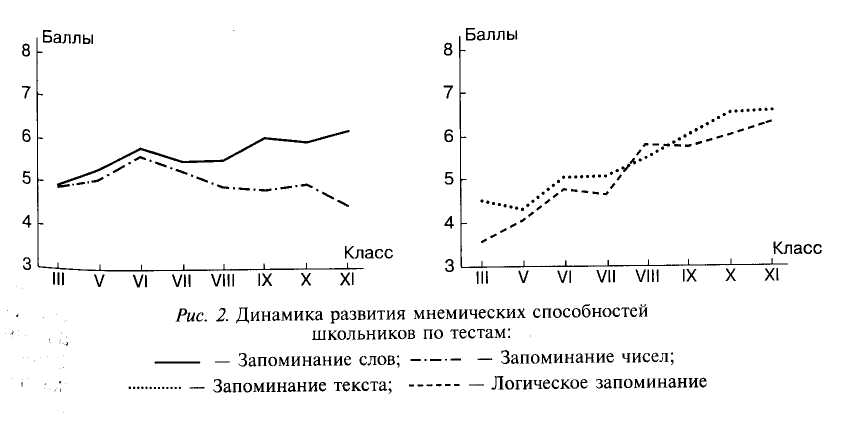 Баллы
8
7
6
5
4
3
Класс
III V VI VII VIII IX X XI
Баллы
8
7
6
5
4
3
Класс
III V VI VII VIII IX X XI
Рис. 2. Динамика развития мнемических способностей
школьников по тестам:
— Запоминание слов; — Запоминание чисел;
— Запоминание текста; — Логическое запоминание